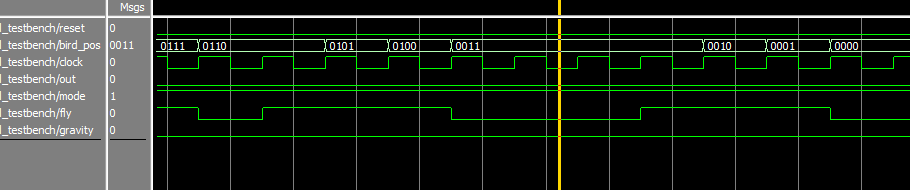 Msgs
l_testbench/reset 0
l_testbench/bird_pos 0011 0111 0110 0101 0100 0011 0010 0001 0000
l_testbench/clock 0
l_testbench/out 0
l_testbench/mode 1
l_testbench/fly 0
l_testbench/gravity 0